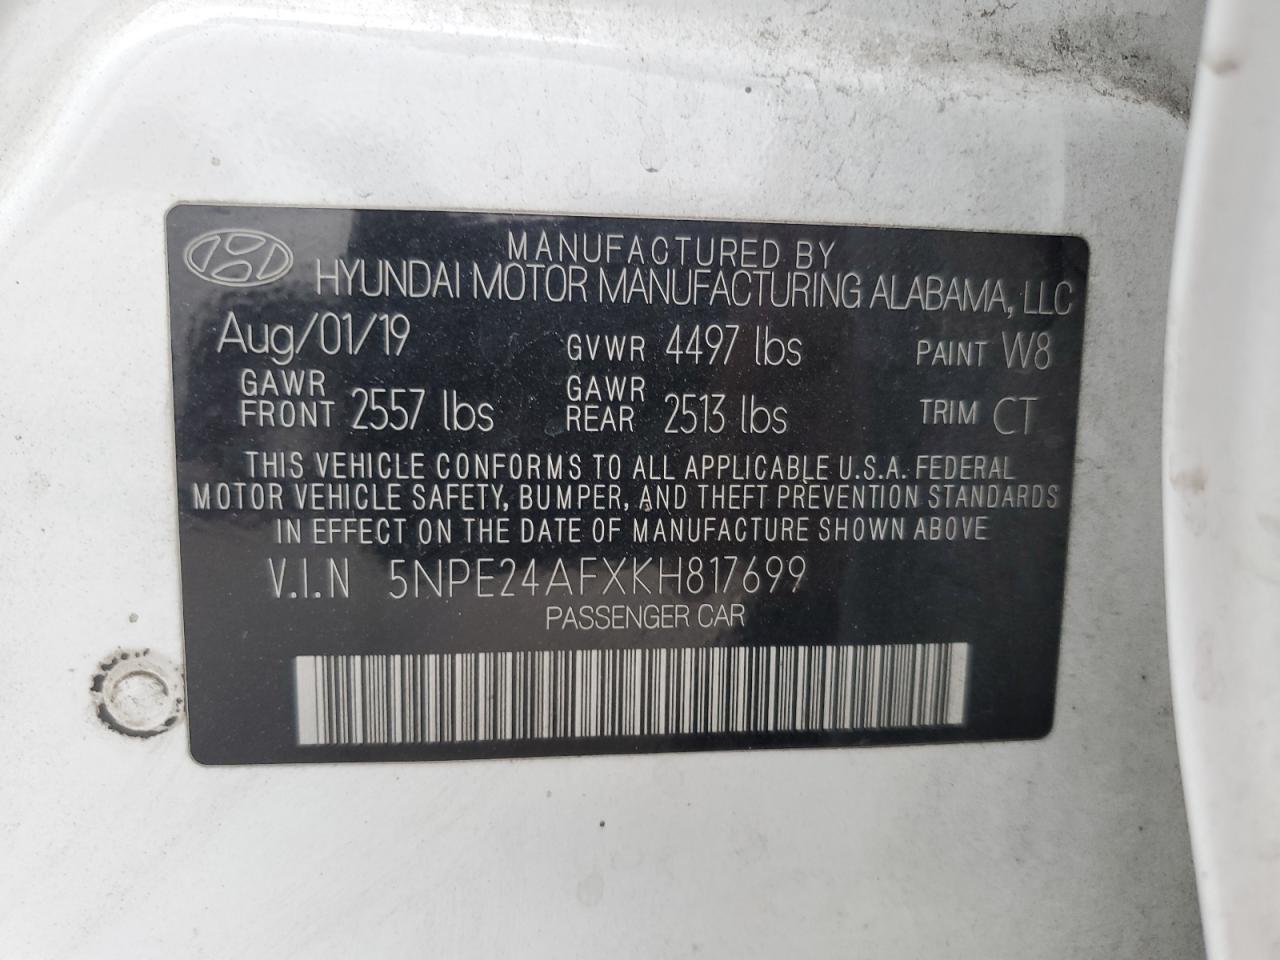 MANUFACTURED BY
HYUNDAI MOTOR MANUFACTURING ALABAMA, LLC
Aug/01/19 GVWR 4497 lbs PAINT W8
GAWR FRONT 2557 lbs GAWR REAR 2513 lbs TRIM CT
THIS VEHICLE CONFORMS TO ALL APPLICABLE U.S.A. FEDERAL
MOTOR VEHICLE SAFETY, BUMPER, AND THEFT PREVENTION STANDARDS
IN EFFECT ON THE DATE OF MANUFACTURE SHOWN ABOVE
V.I.N 5NPE24AFXKH817699
PASSENGER CAR